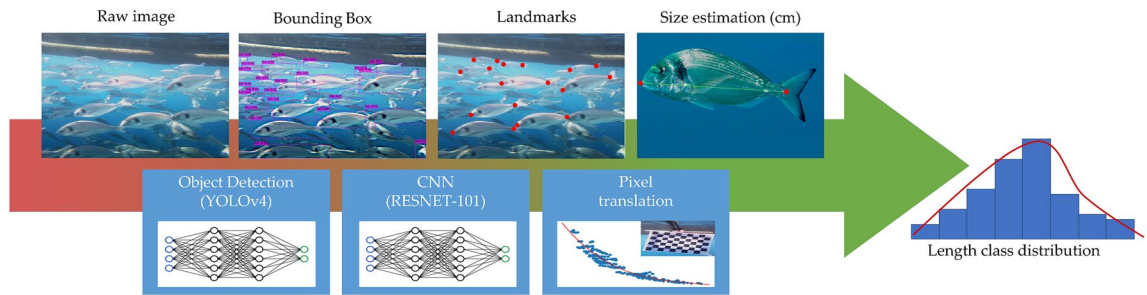 Raw image
Bounding Box
Landmarks
Size estimation (cm)
Object Detection
(YOLOv4)
CNN
(RESNET-101)
Pixel
translation
Length class distribution